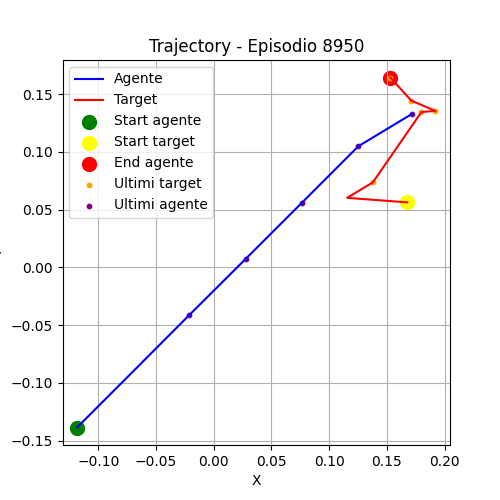 Trajectory - Episodio 8950
Agente
Target
Start agente
Start target
End agente
Ultimi target
Ultimi agente
0.15
0.10
0.05
0.00
−0.05
−0.10
−0.15
−0.10
−0.05
0.00
0.05
0.10
0.15
0.20
X